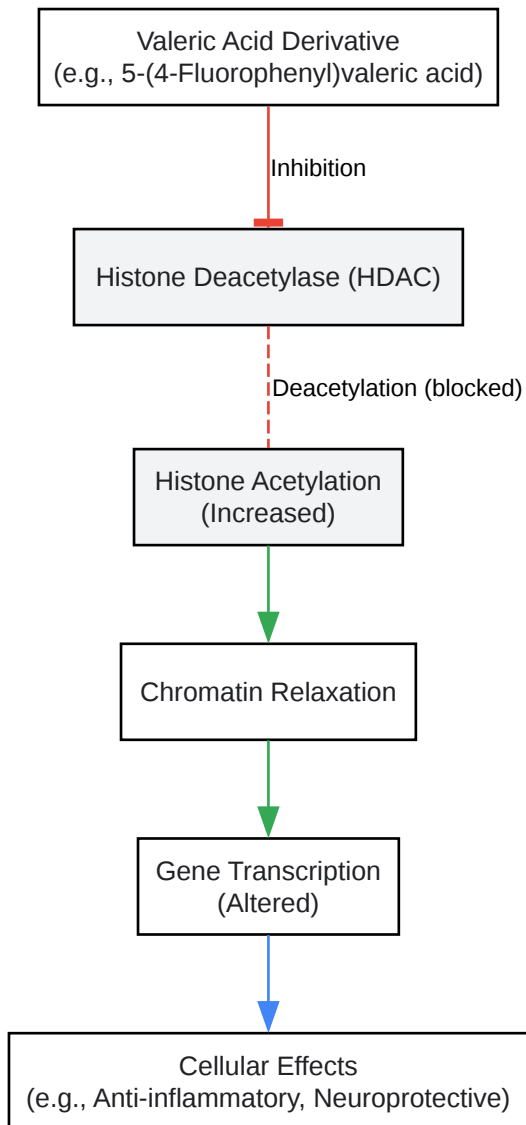 Valeric Acid Derivative
(e.g., 5-(4-Fluorophenyl)valeric acid)
Inhibition
Histone Deacetylase (HDAC)
Deacetylation (blocked)
Histone Acetylation
(Increased)
Chromatin Relaxation
Gene Transcription
(Altered)
Cellular Effects
(e.g., Anti-inflammatory, Neuroprotective)